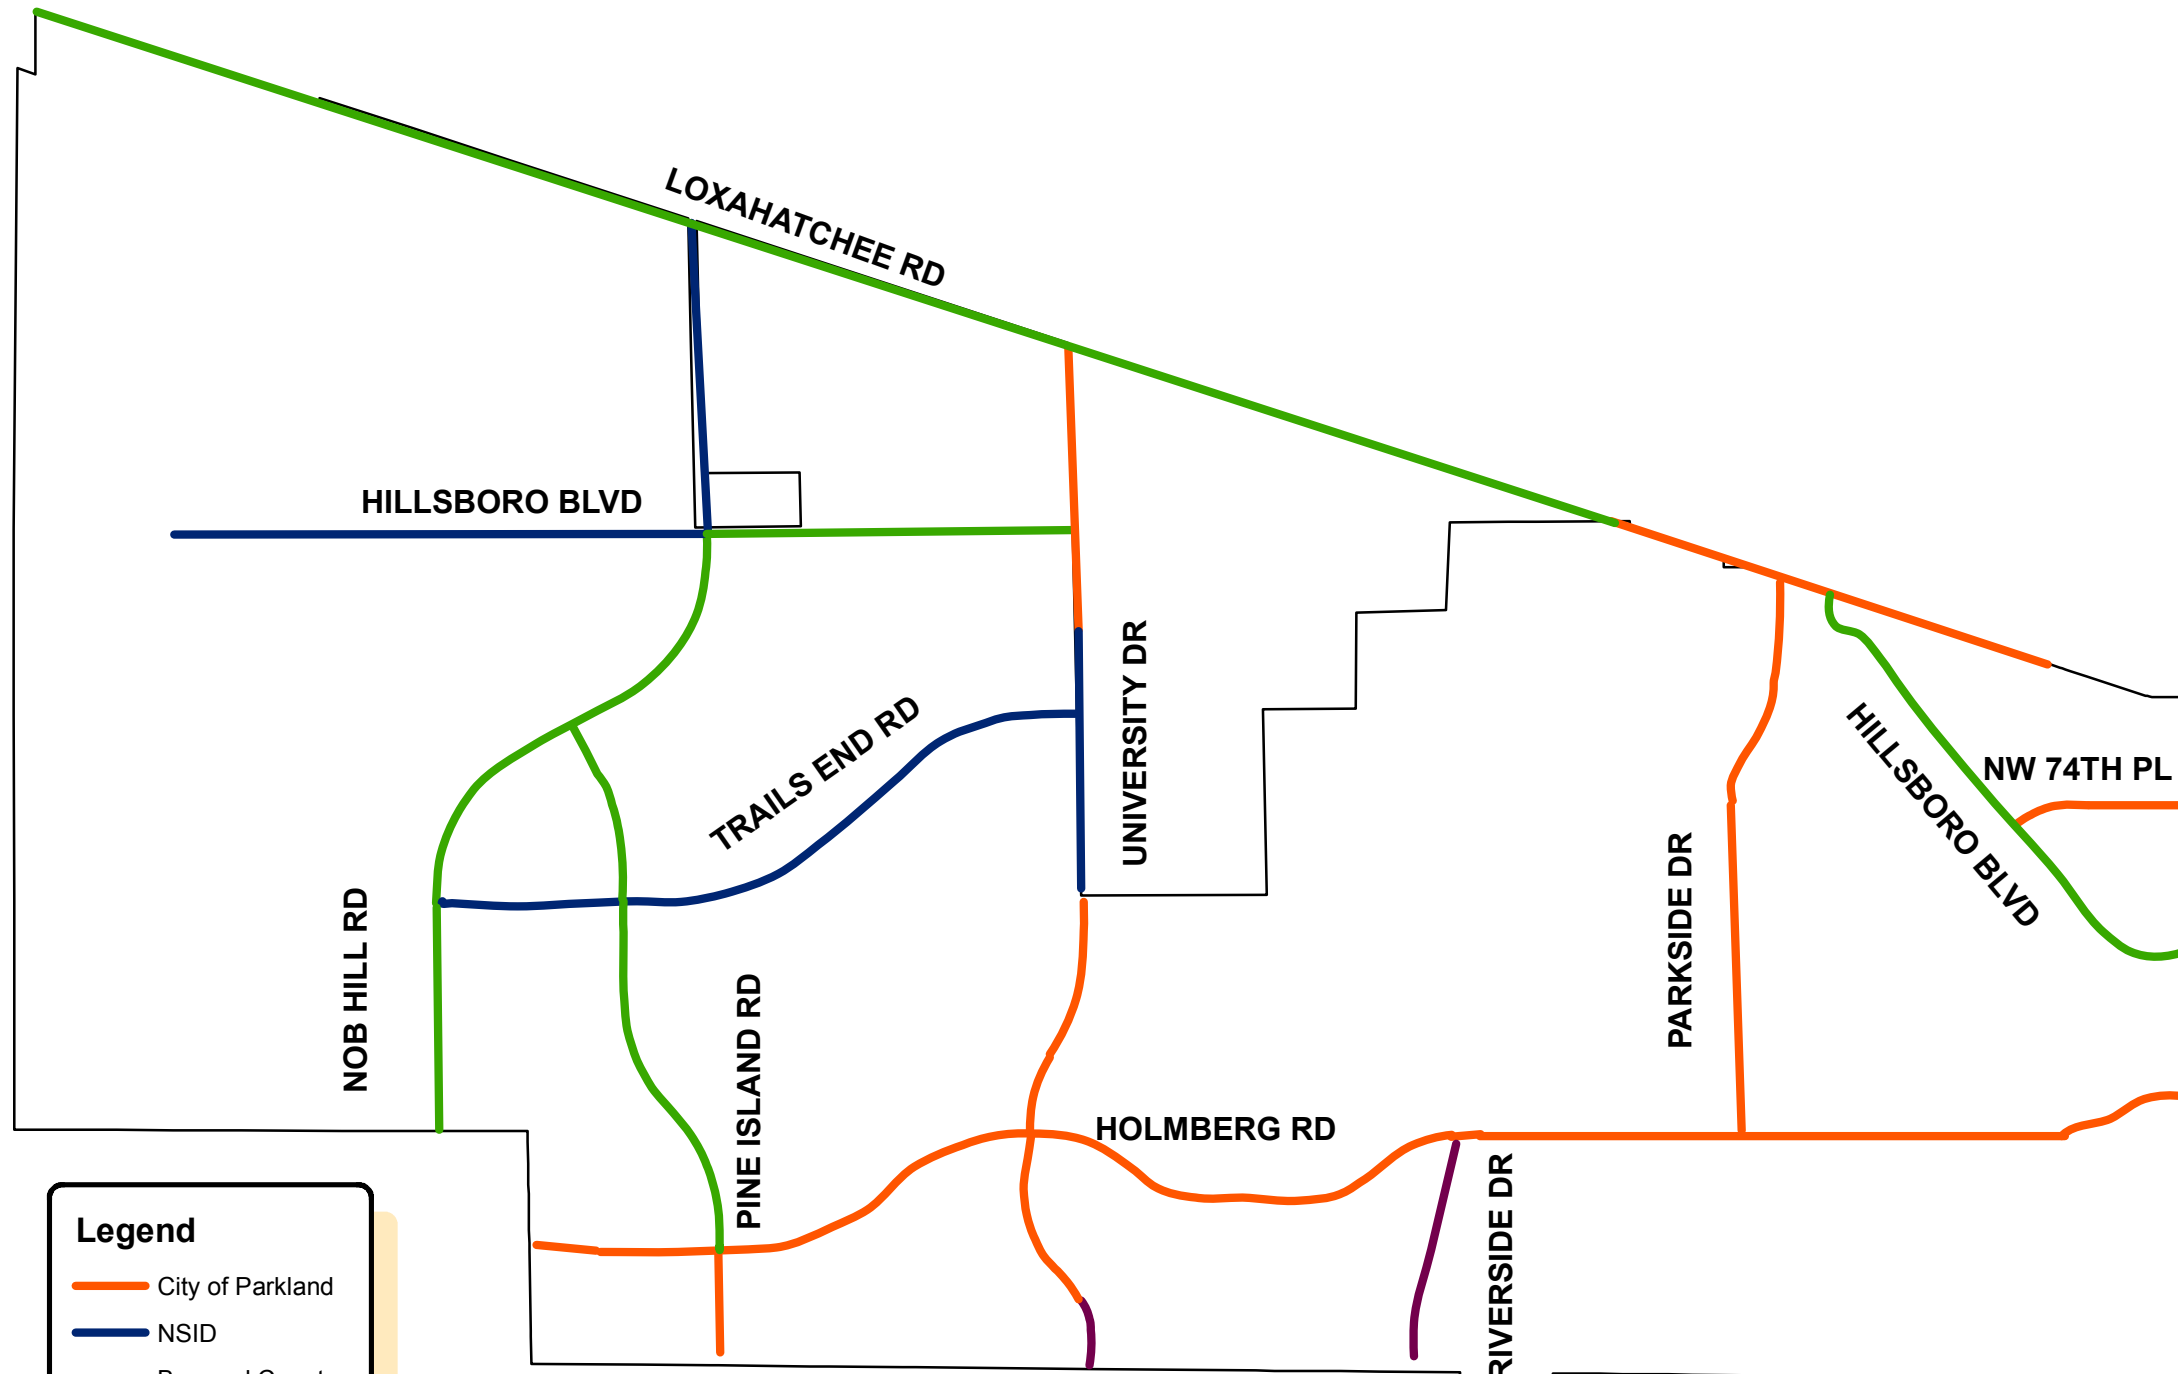 LOXAHATCHEE RD
HILLSBORO BLVD
UNIVERSITY DR
TRAILS END RD
HILLSBORO BLVD
NW 74TH PL
PARKSIDE DR
NOB HILL RD
PINE ISLAND RD
HOLMBERG RD
RIVERSIDE DR
Legend
City of Parkland
NSID